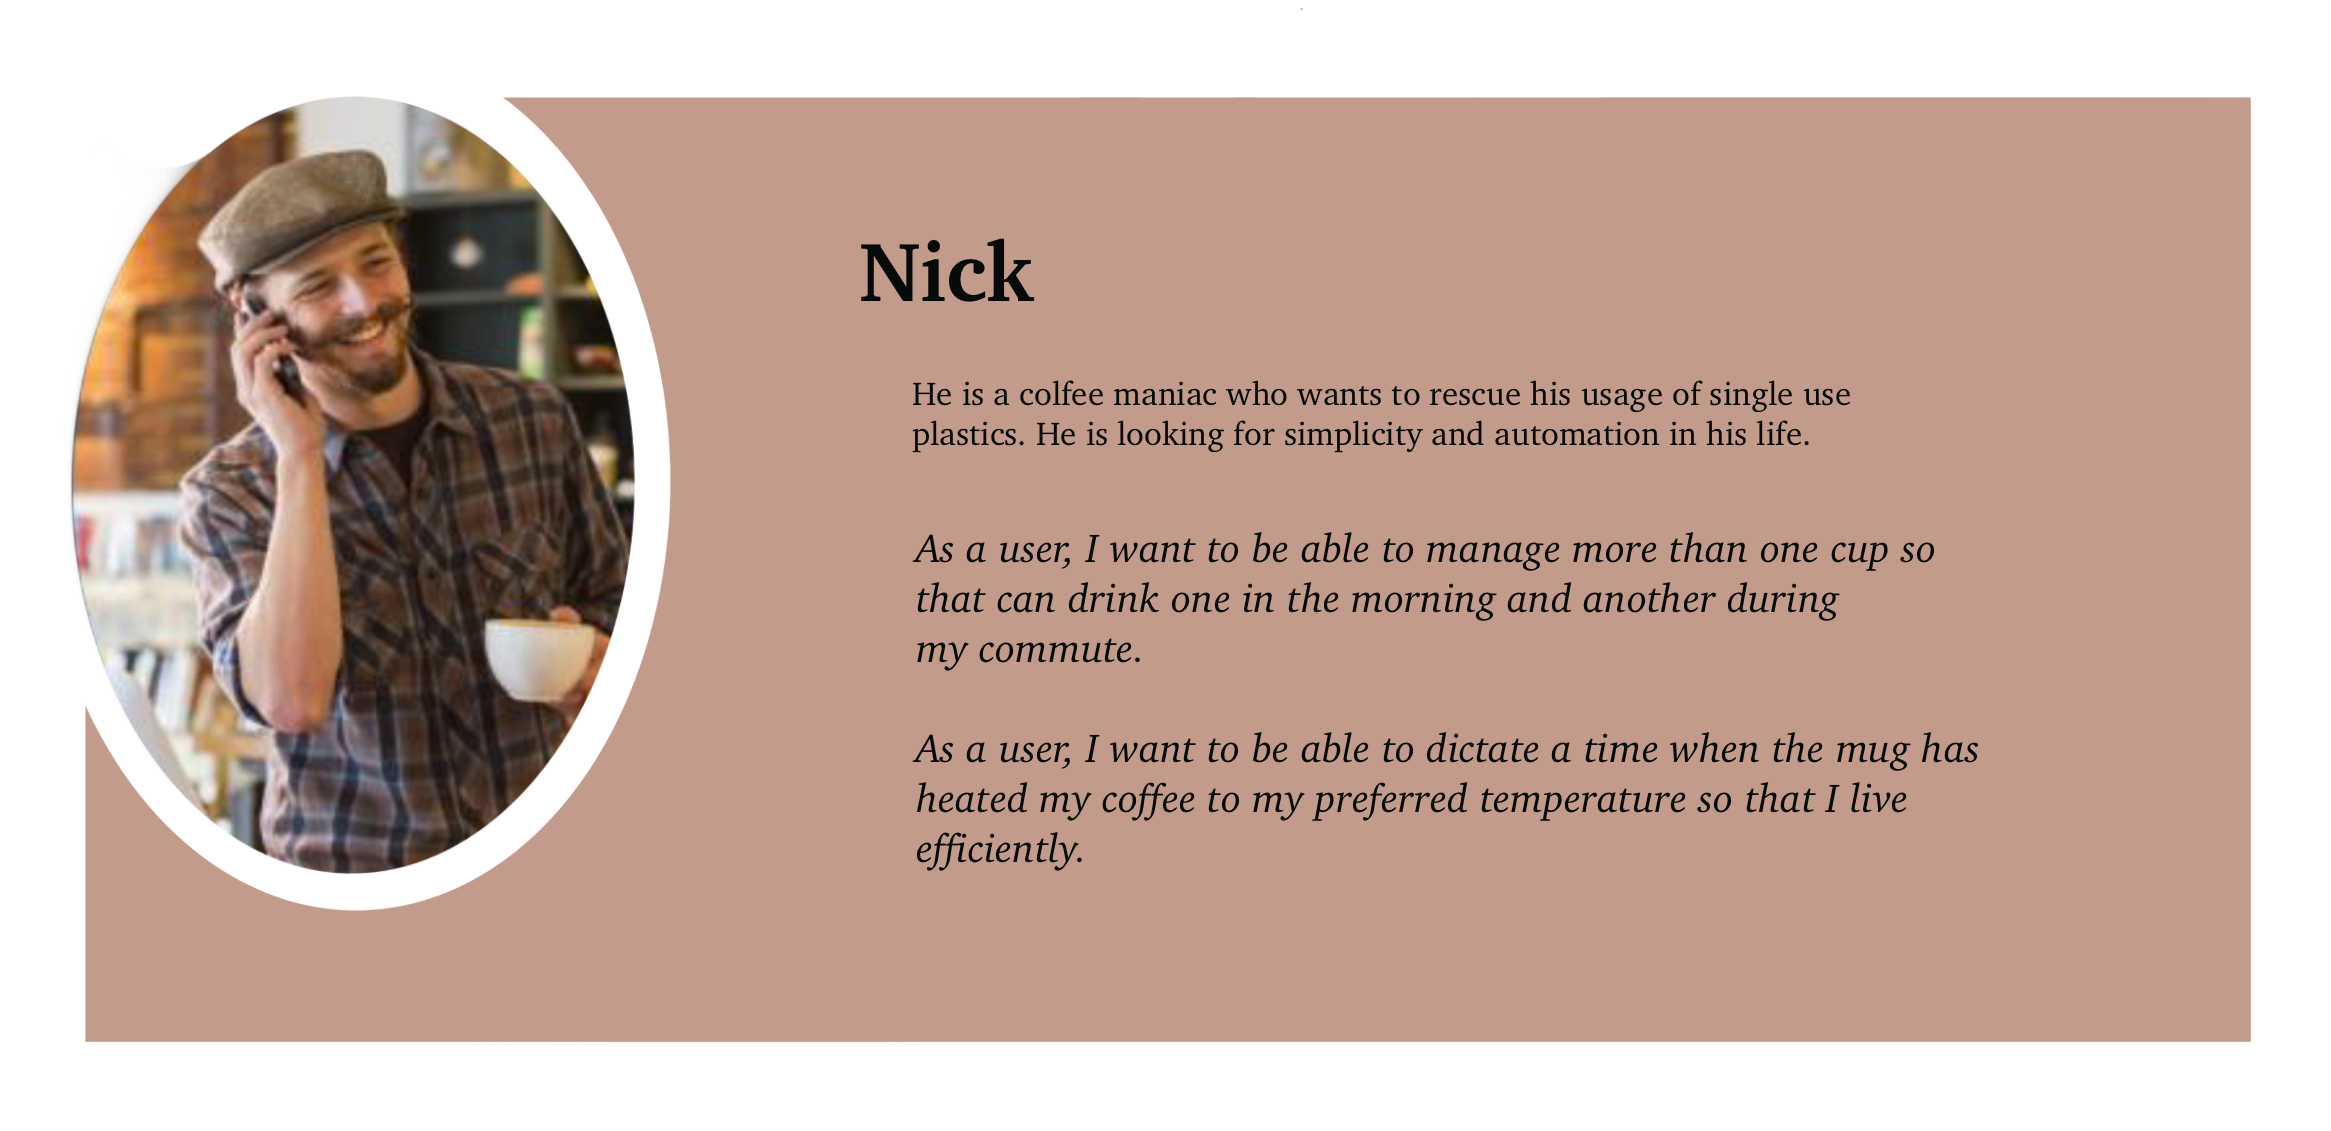 Nick
He is a colfee maniac who wants to rescue his usage of single use
plastics. He is looking for simplicity and automation in his life.
As a user, I want to be able to manage more than one cup so
that can drink one in the morning and another during
my commute.
As a user, I want to be able to dictate a time when the mug has
heated my coffee to my preferred temperature so that I live
efficiently.